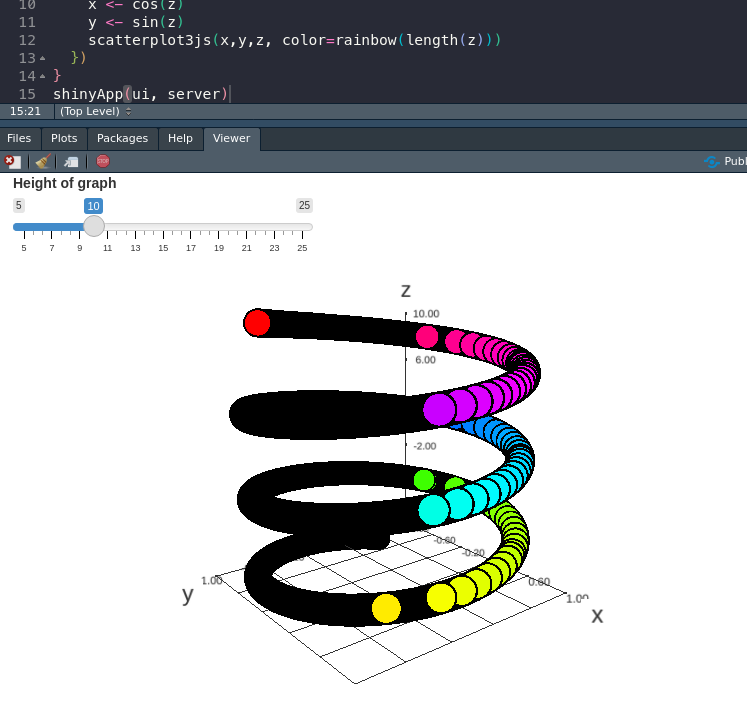 10 x <- cos(z)
11 y <- sin(z)
12 scatterplot3js(x,y,z, color=rainbow(length(z)))
13 })
14 }
15 shinyApp(ui, server)
15:21 (Top Level)
Files Plots Packages Help Viewer
STOP
Height of graph
5 10 25
5 7 9 11 13 15 17 19 21 23 25
z
10.00
6.00
-2.00
-0.60
-0.20
0.60
1.00
1.00
y
x